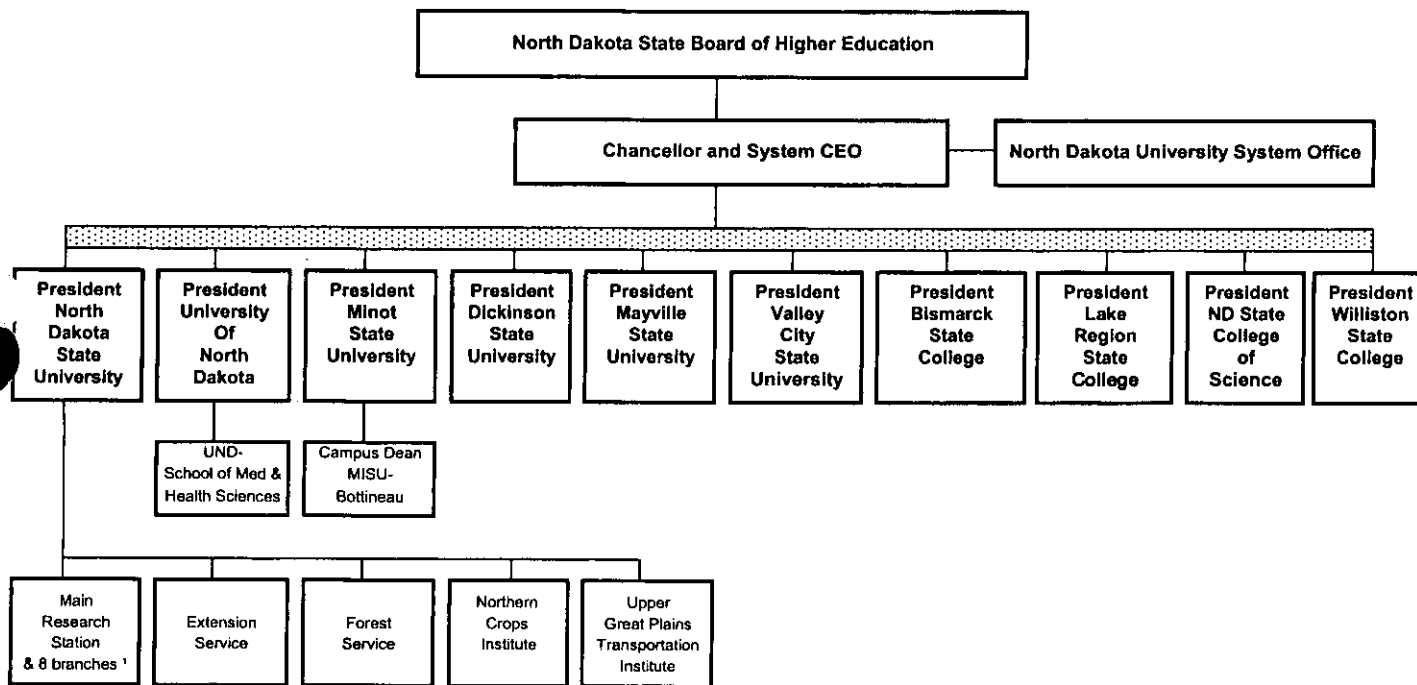 North Dakota State Board of Higher Education
Chancellor and System CEO
North Dakota University System Office
President
North
Dakota
State
University
President
University
Of
North
Dakota
President
Minot
State
University
President
Dickinson
State
University
President
Mayville
State
University
President
Valley
City
State
University
President
Bismarck
State
College
President
Lake
Region
State
College
President
ND State
College
of
Science
President
Williston
State
College
UND-
School of Med &
Health Sciences
Campus Dean
MISU-
Bottineau
Main
Research
Station
& 8 branches ¹
Extension
Service
Forest
Service
Northern
Crops
Institute
Upper
Great Plains
Transportation
Institute